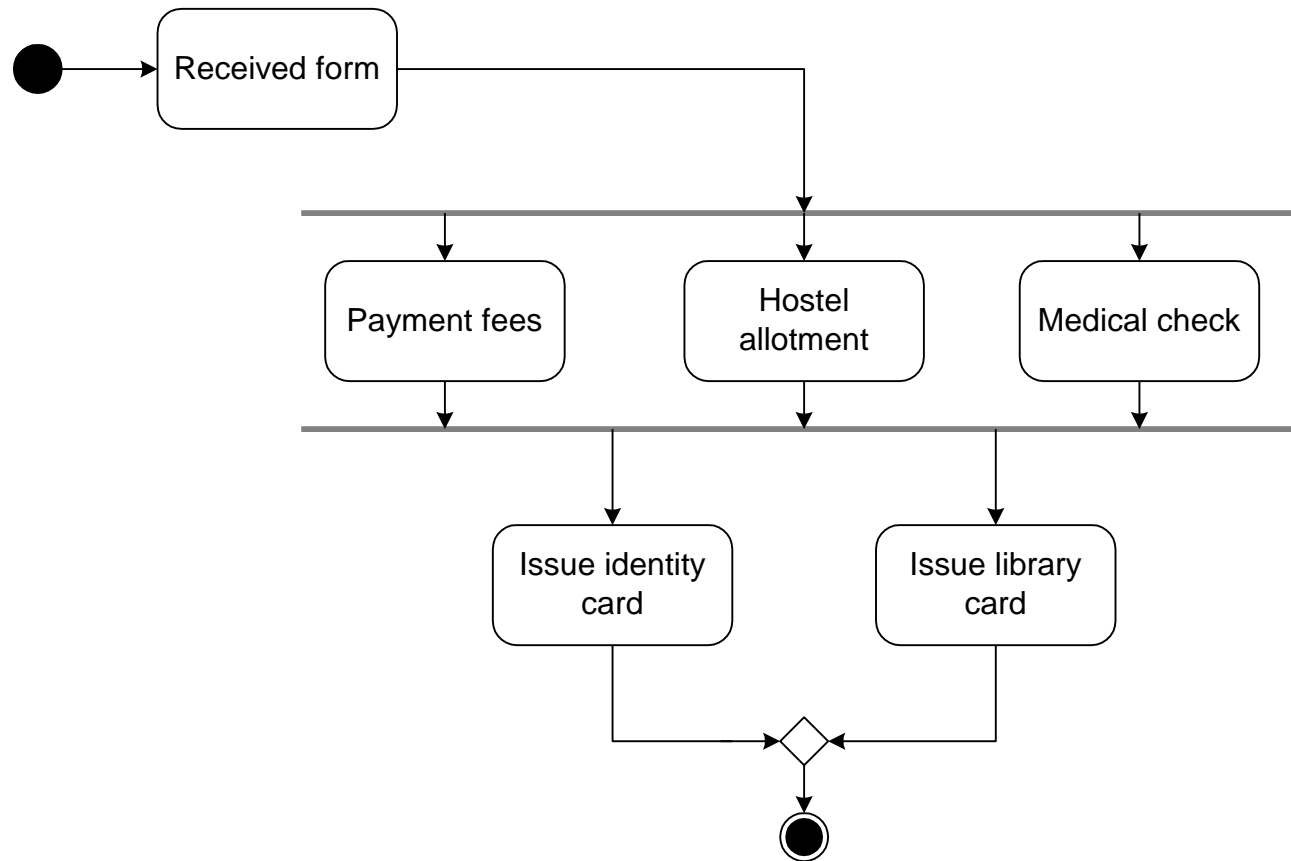 Received form
Payment fees
Hostel
allotment
Medical check
Issue identity
card
Issue library
card